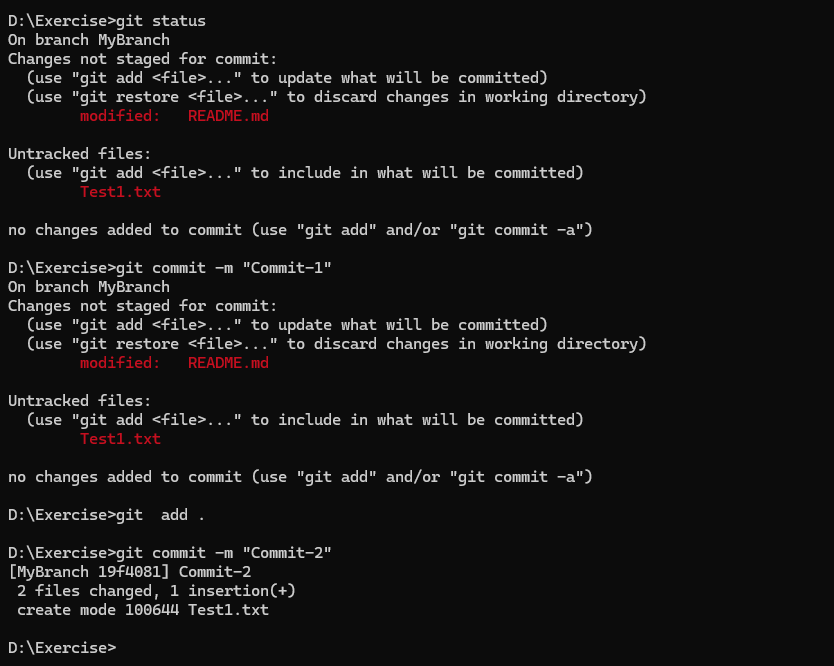 D:\Exercise>git status
On branch MyBranch
Changes not staged for commit:
  (use "git add <file>..." to update what will be committed)
  (use "git restore <file>..." to discard changes in working directory)
        modified:   README.md

Untracked files:
  (use "git add <file>..." to include in what will be committed)
        Test1.txt

no changes added to commit (use "git add" and/or "git commit -a")

D:\Exercise>git commit -m "Commit-1"
On branch MyBranch
Changes not staged for commit:
  (use "git add <file>..." to update what will be committed)
  (use "git restore <file>..." to discard changes in working directory)
        modified:   README.md

Untracked files:
  (use "git add <file>..." to include in what will be committed)
        Test1.txt

no changes added to commit (use "git add" and/or "git commit -a")

D:\Exercise>git  add .

D:\Exercise>git commit -m "Commit-2"
[MyBranch 19f4081] Commit-2
 2 files changed, 1 insertion(+)
 create mode 100644 Test1.txt

D:\Exercise>